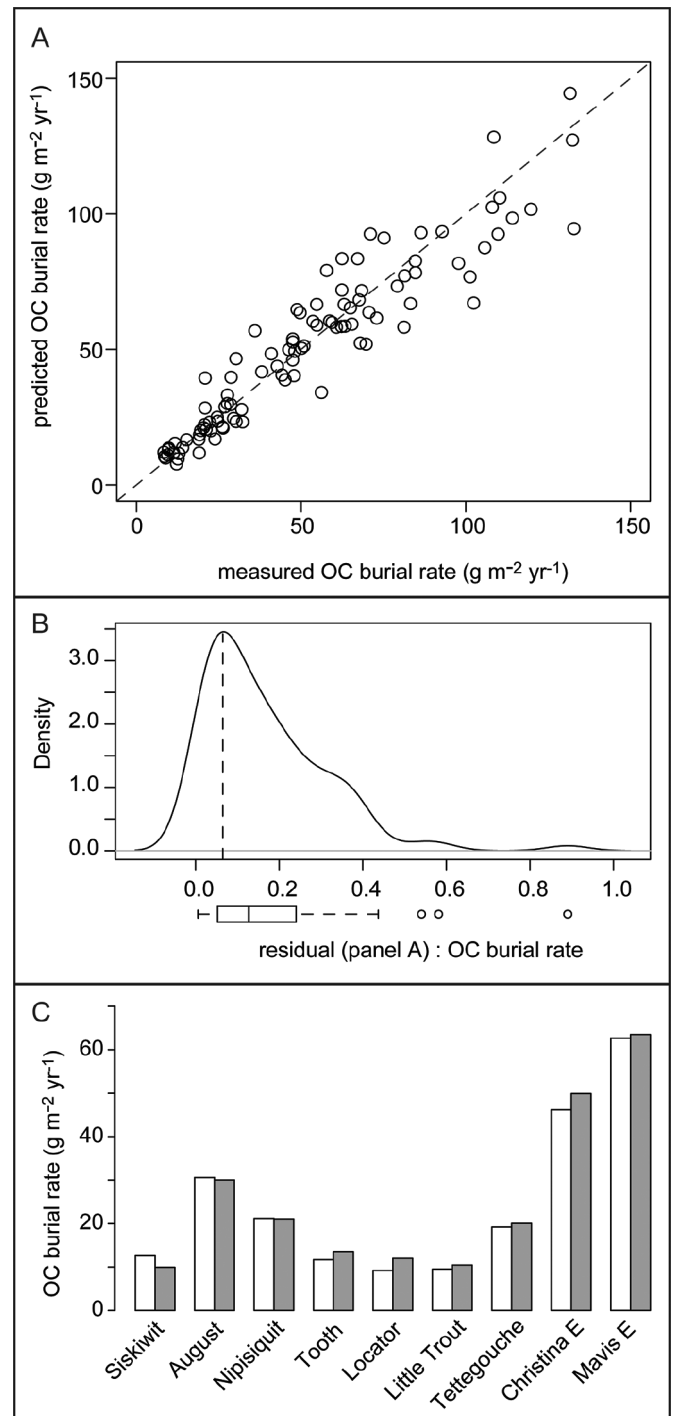 A
predicted OC burial rate (g m⁻² yr⁻¹)
150
100
50
0
0 50 100 150
measured OC burial rate (g m⁻² yr⁻¹)
B
Density
3.0
2.0
1.0
0.0
0.0 0.2 0.4 0.6 0.8 1.0
residual (panel A) : OC burial rate
C
OC burial rate (g m⁻² yr⁻¹)
60
40
20
0
Siskiwit
August
Nipisiquit
Tooth
Locator
Little Trout
Tettegouche
Christina E
Mavis E